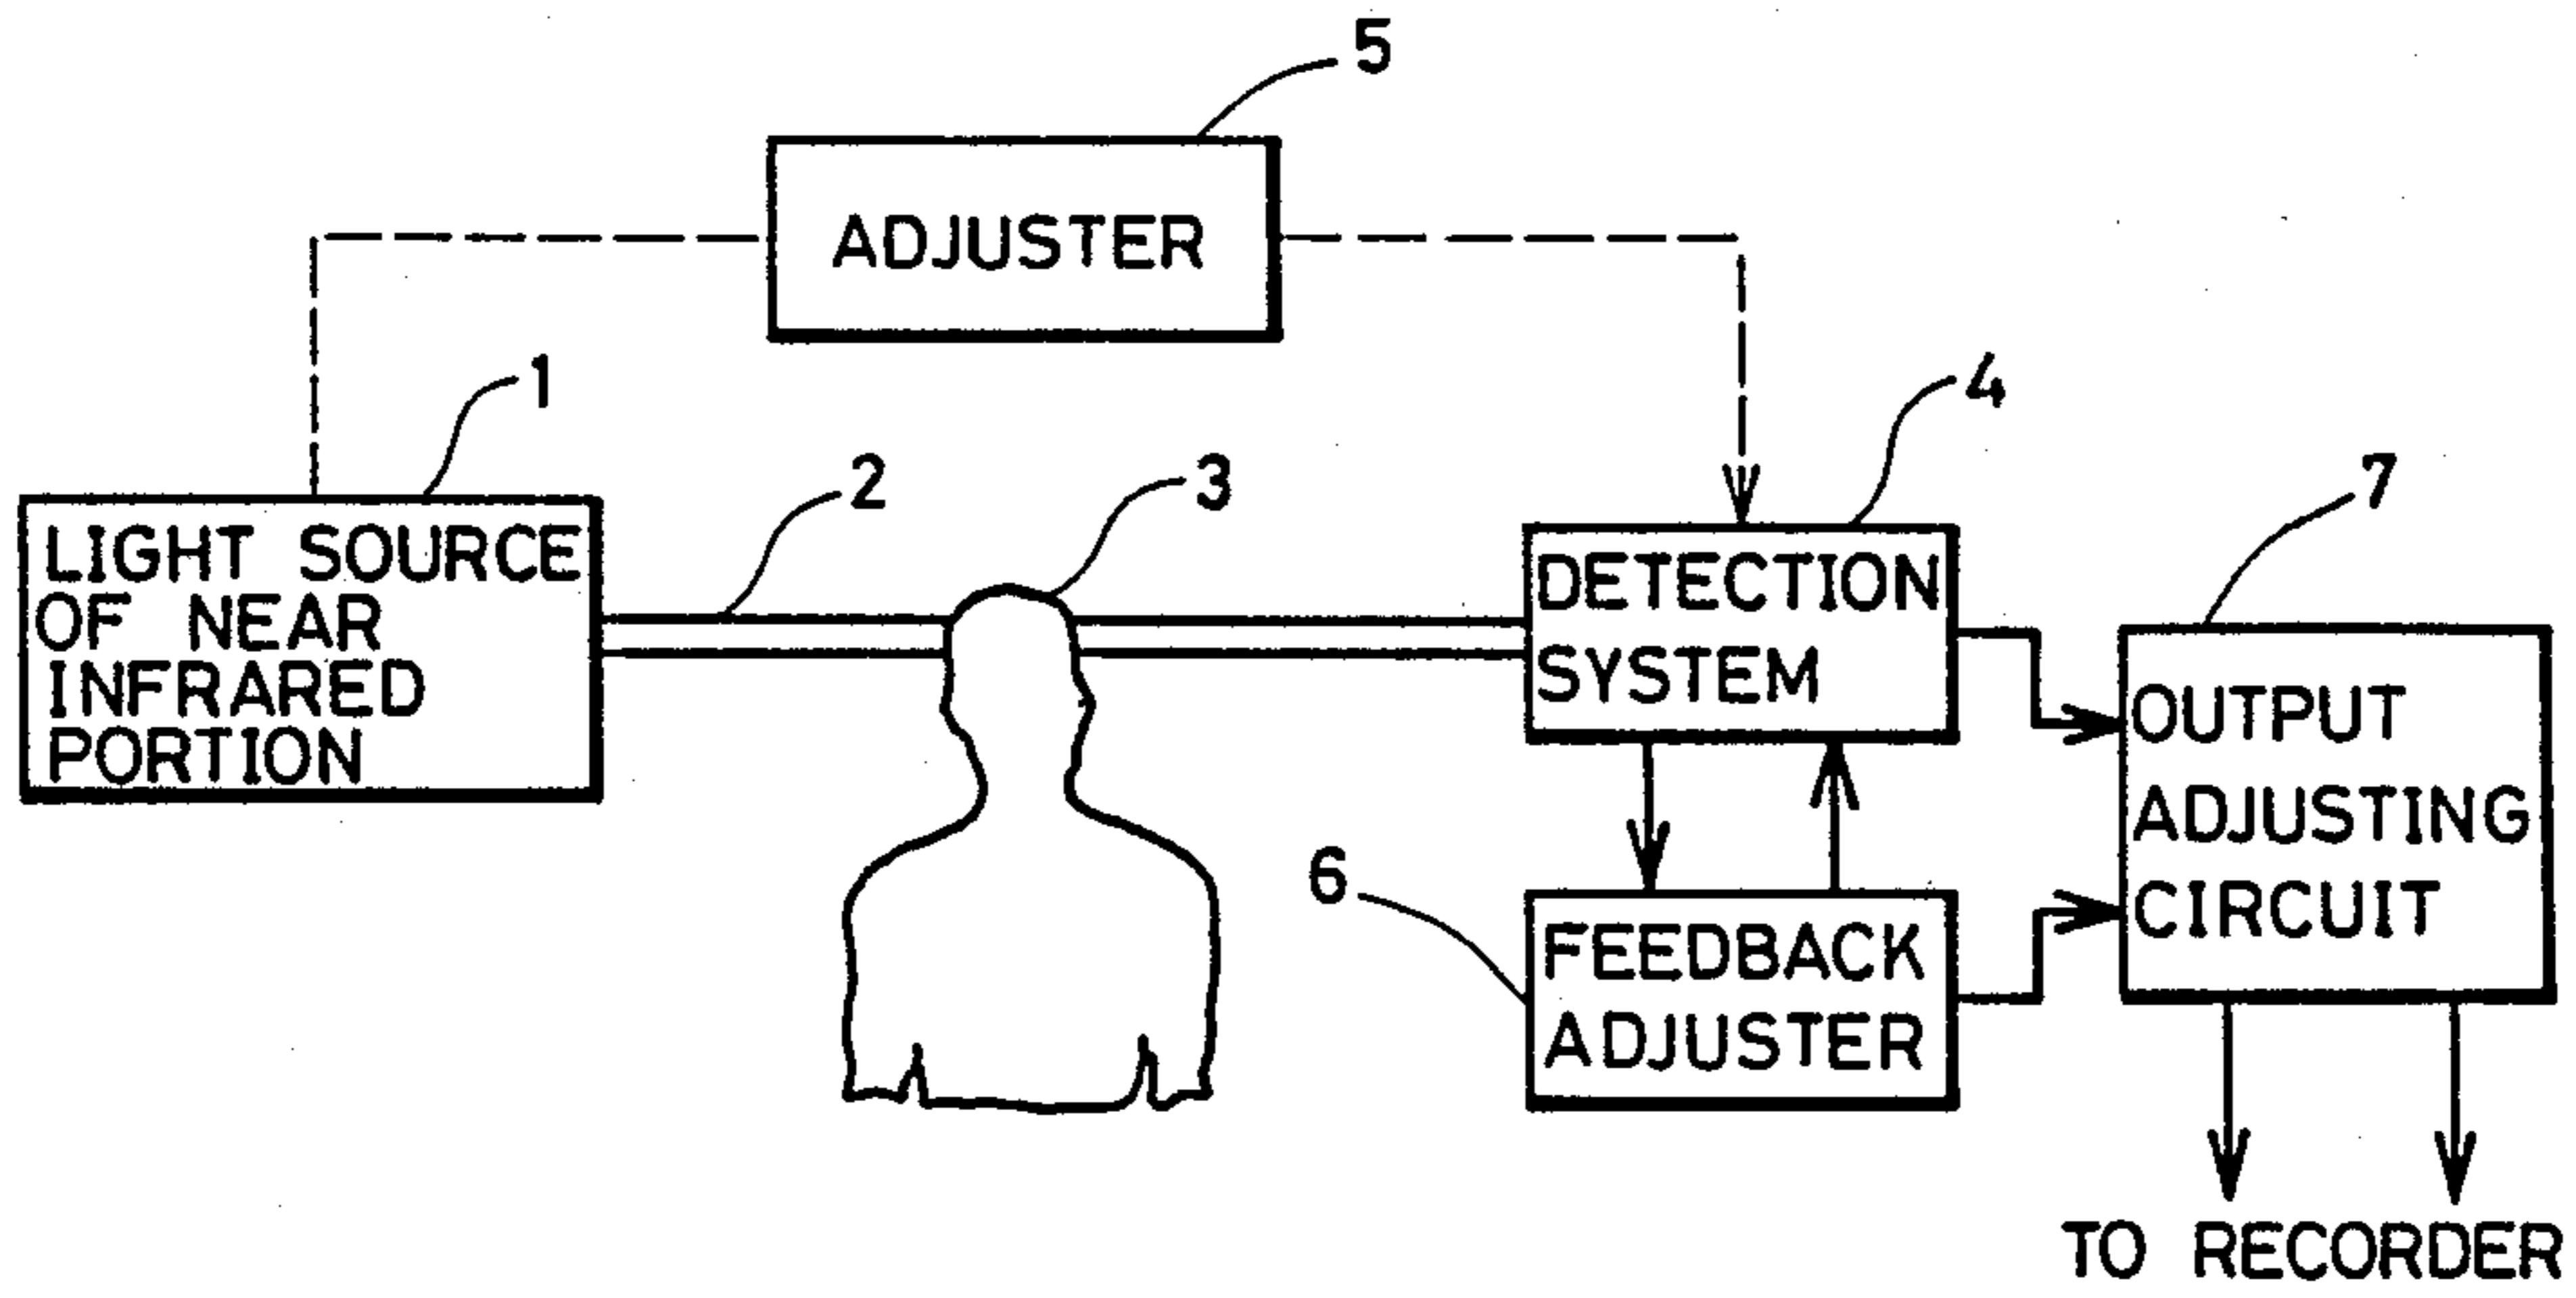 5
ADJUSTER
1
2
3
4
7
LIGHT SOURCE
OF NEAR
INFRARED
PORTION
DETECTION
SYSTEM
OUTPUT
ADJUSTING
CIRCUIT
6
FEEDBACK
ADJUSTER
TO RECORDER